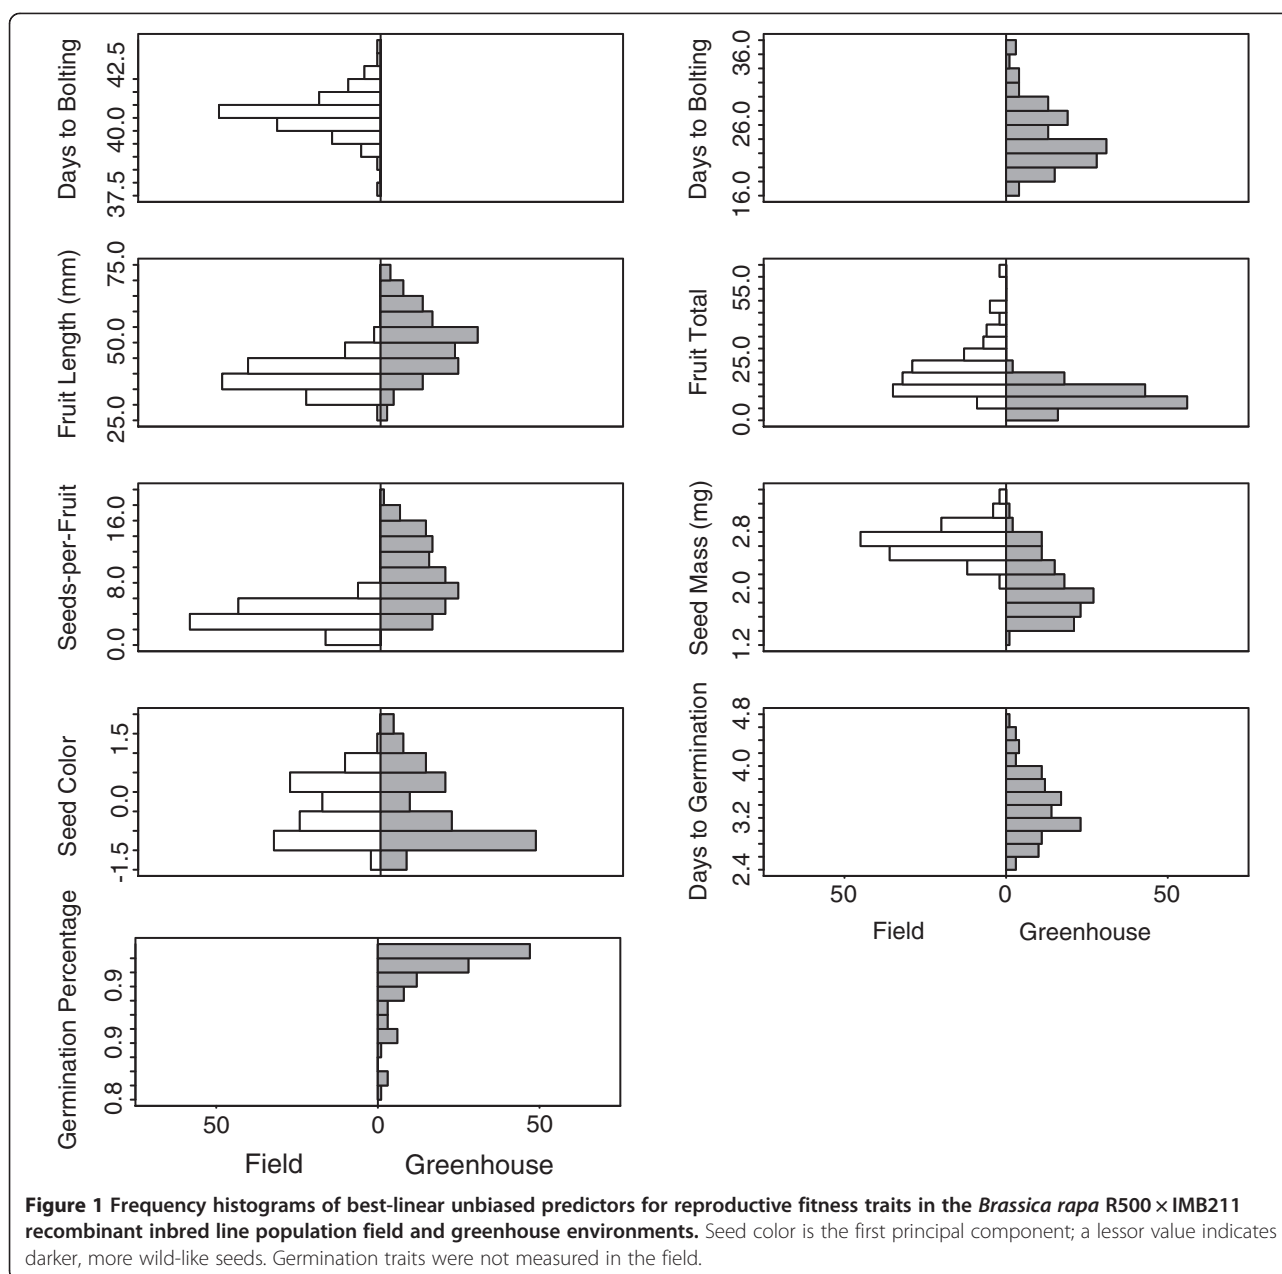 Days to Bolting
42.5
40.0
37.5
Days to Bolting
36.0
26.0
16.0
Fruit Length (mm)
75.0
50.0
25.0
Fruit Total
55.0
25.0
0.0
Seeds-per-Fruit
16.0
8.0
0.0
Seed Mass (mg)
2.8
2.0
1.2
Seed Color
1.5
0.0
-1.5
Days to Germination
4.8
4.0
3.2
2.4
50 0 50
Field Greenhouse
Germination Percentage
0.9
0.9
0.8
50 0 50
Field Greenhouse
Figure 1 Frequency histograms of best-linear unbiased predictors for reproductive fitness traits in the Brassica rapa R500 × IMB211
recombinant inbred line population field and greenhouse environments. Seed color is the first principal component; a lessor value indicates
darker, more wild-like seeds. Germination traits were not measured in the field.